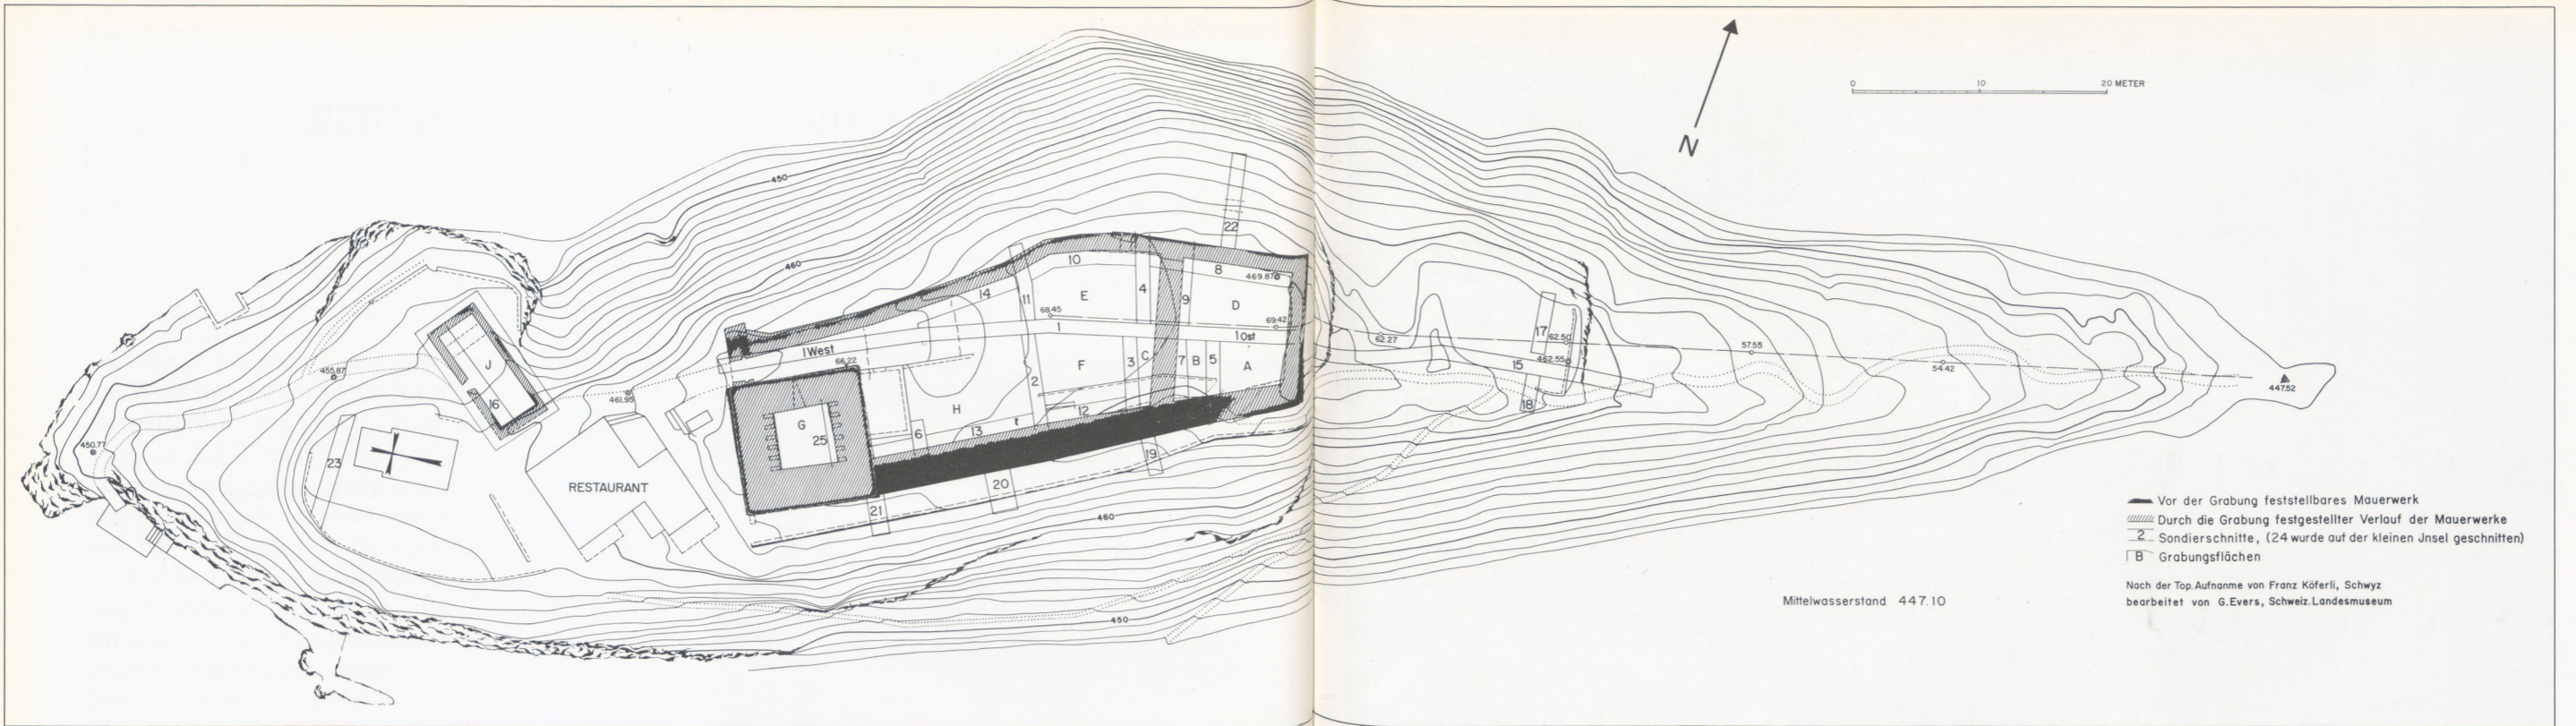 0 10 20 METER
N
450
22
460
10
8
469.87
14
11
E
4
9
D
68.45
69.42
1
1 Ost
17
62.50
62.27
J
1 West
66.22
57.55
455.87
3
C
7
B
5
A
462.55
15
54.42
F
2
447.52
16
461.95
H
12
18
G
25
6
13
450.77
23
19
RESTAURANT
20
21
460
450
Vor der Grabung feststellbares Mauerwerk
Durch die Grabung festgestellter Verlauf der Mauerwerke
2 Sondierschnitte, (24 wurde auf der kleinen Jnsel geschnitten)
B Grabungsflächen
Nach der Top. Aufnanme von Franz Köferli, Schwyz
bearbeitet von G. Evers, Schweiz. Landesmuseum
Mittelwasserstand 447.10